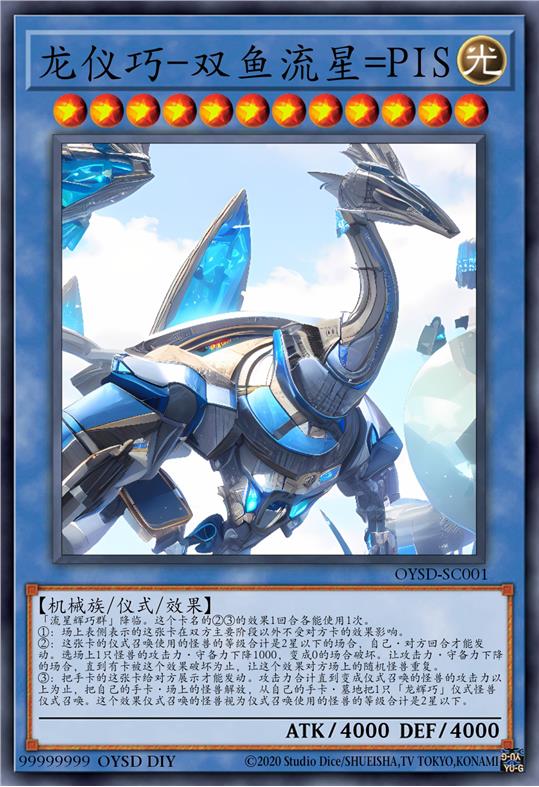 龙仪巧-双鱼流星=PIS
光
OYSD-SC001
【机械族/仪式/效果】
「流星辉巧群」降临。这个卡名的②③的效果1回合各能使用1次。
①：场上表侧表示的这张卡在双方主要阶段以外不受对方卡的效果影响。
②：这张卡的仪式召唤使用的怪兽的等级合计是2星以下的场合，自己·对方回合才能发
动。选场上1只怪兽的攻击力·守备力下降1000，变成0的场合破坏。让攻击力·守备力下降
的场合，直到有卡被这个效果破坏为止，让这个效果对方场上的随机怪兽重复。
③：把手卡的这张卡给对方展示才能发动。攻击力合计直到变成仪式召唤的怪兽的攻击力以
上为止，把自己的手卡·场上的怪兽解放，从自己的手卡·墓地把1只「龙辉巧」仪式怪兽
仪式召唤。这个效果仪式召唤的怪兽视为仪式召唤使用的怪兽的等级合计是2星以下。
ATK/4000 DEF/4000
99999999 OYSD DIY
©2020 Studio Dice/SHUEISHA,TV TOKYO,KONAMI